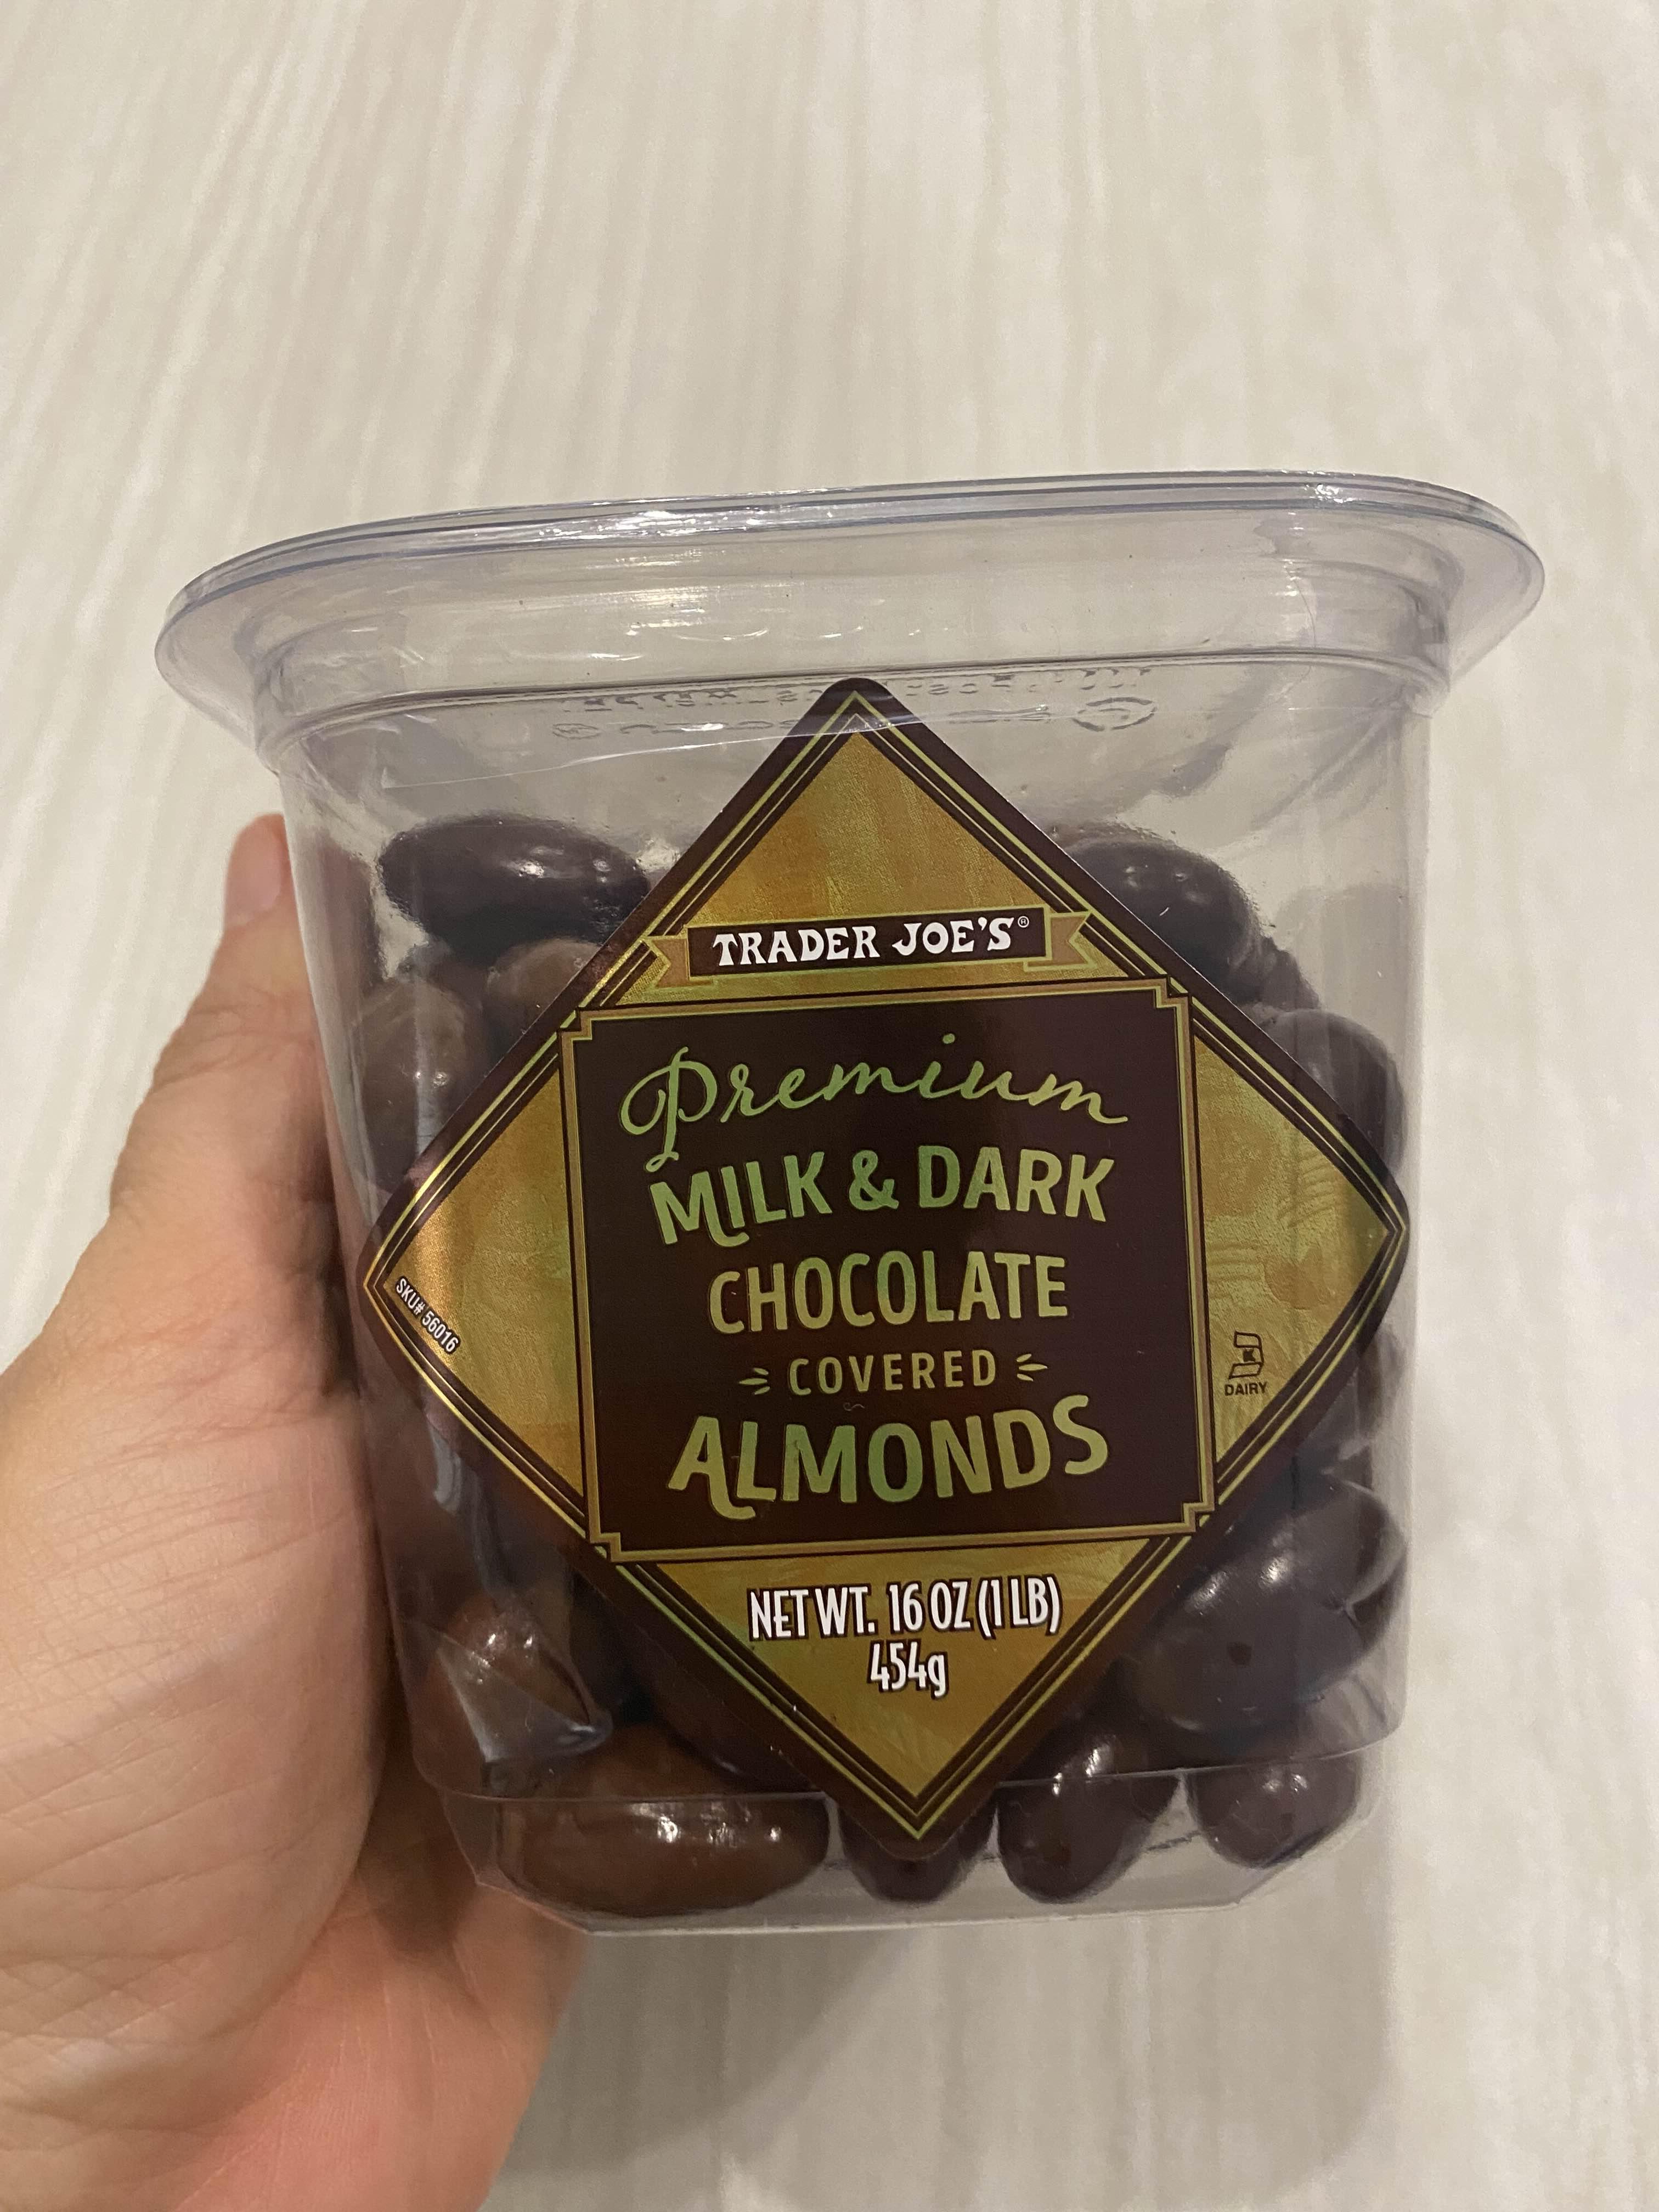 TRADER JOE'S®
Premium
MILK & DARK
CHOCOLATE
COVERED
ALMONDS
SKU# 56016
K
DAIRY
NET WT. 16 OZ (1 LB)
454g